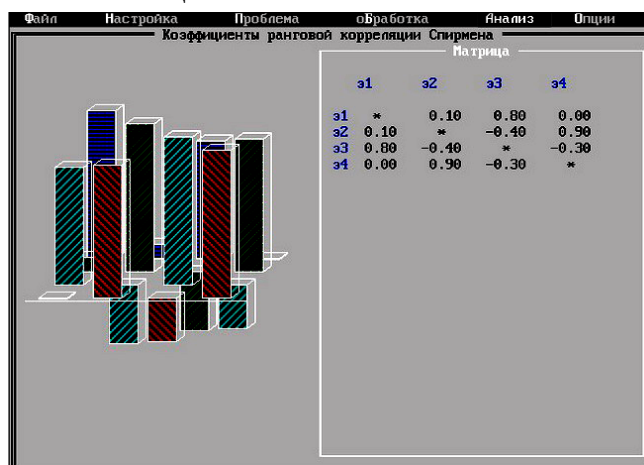 Файл Настройка Проблема оБработка Анализ Опции
Коэффициенты ранговой корреляции Спирмена
Матрица
э1 э2 э3 э4
э1 * 0.10 0.80 0.00
э2 0.10 * -0.40 0.90
э3 0.80 -0.40 * -0.30
э4 0.00 0.90 -0.30 *